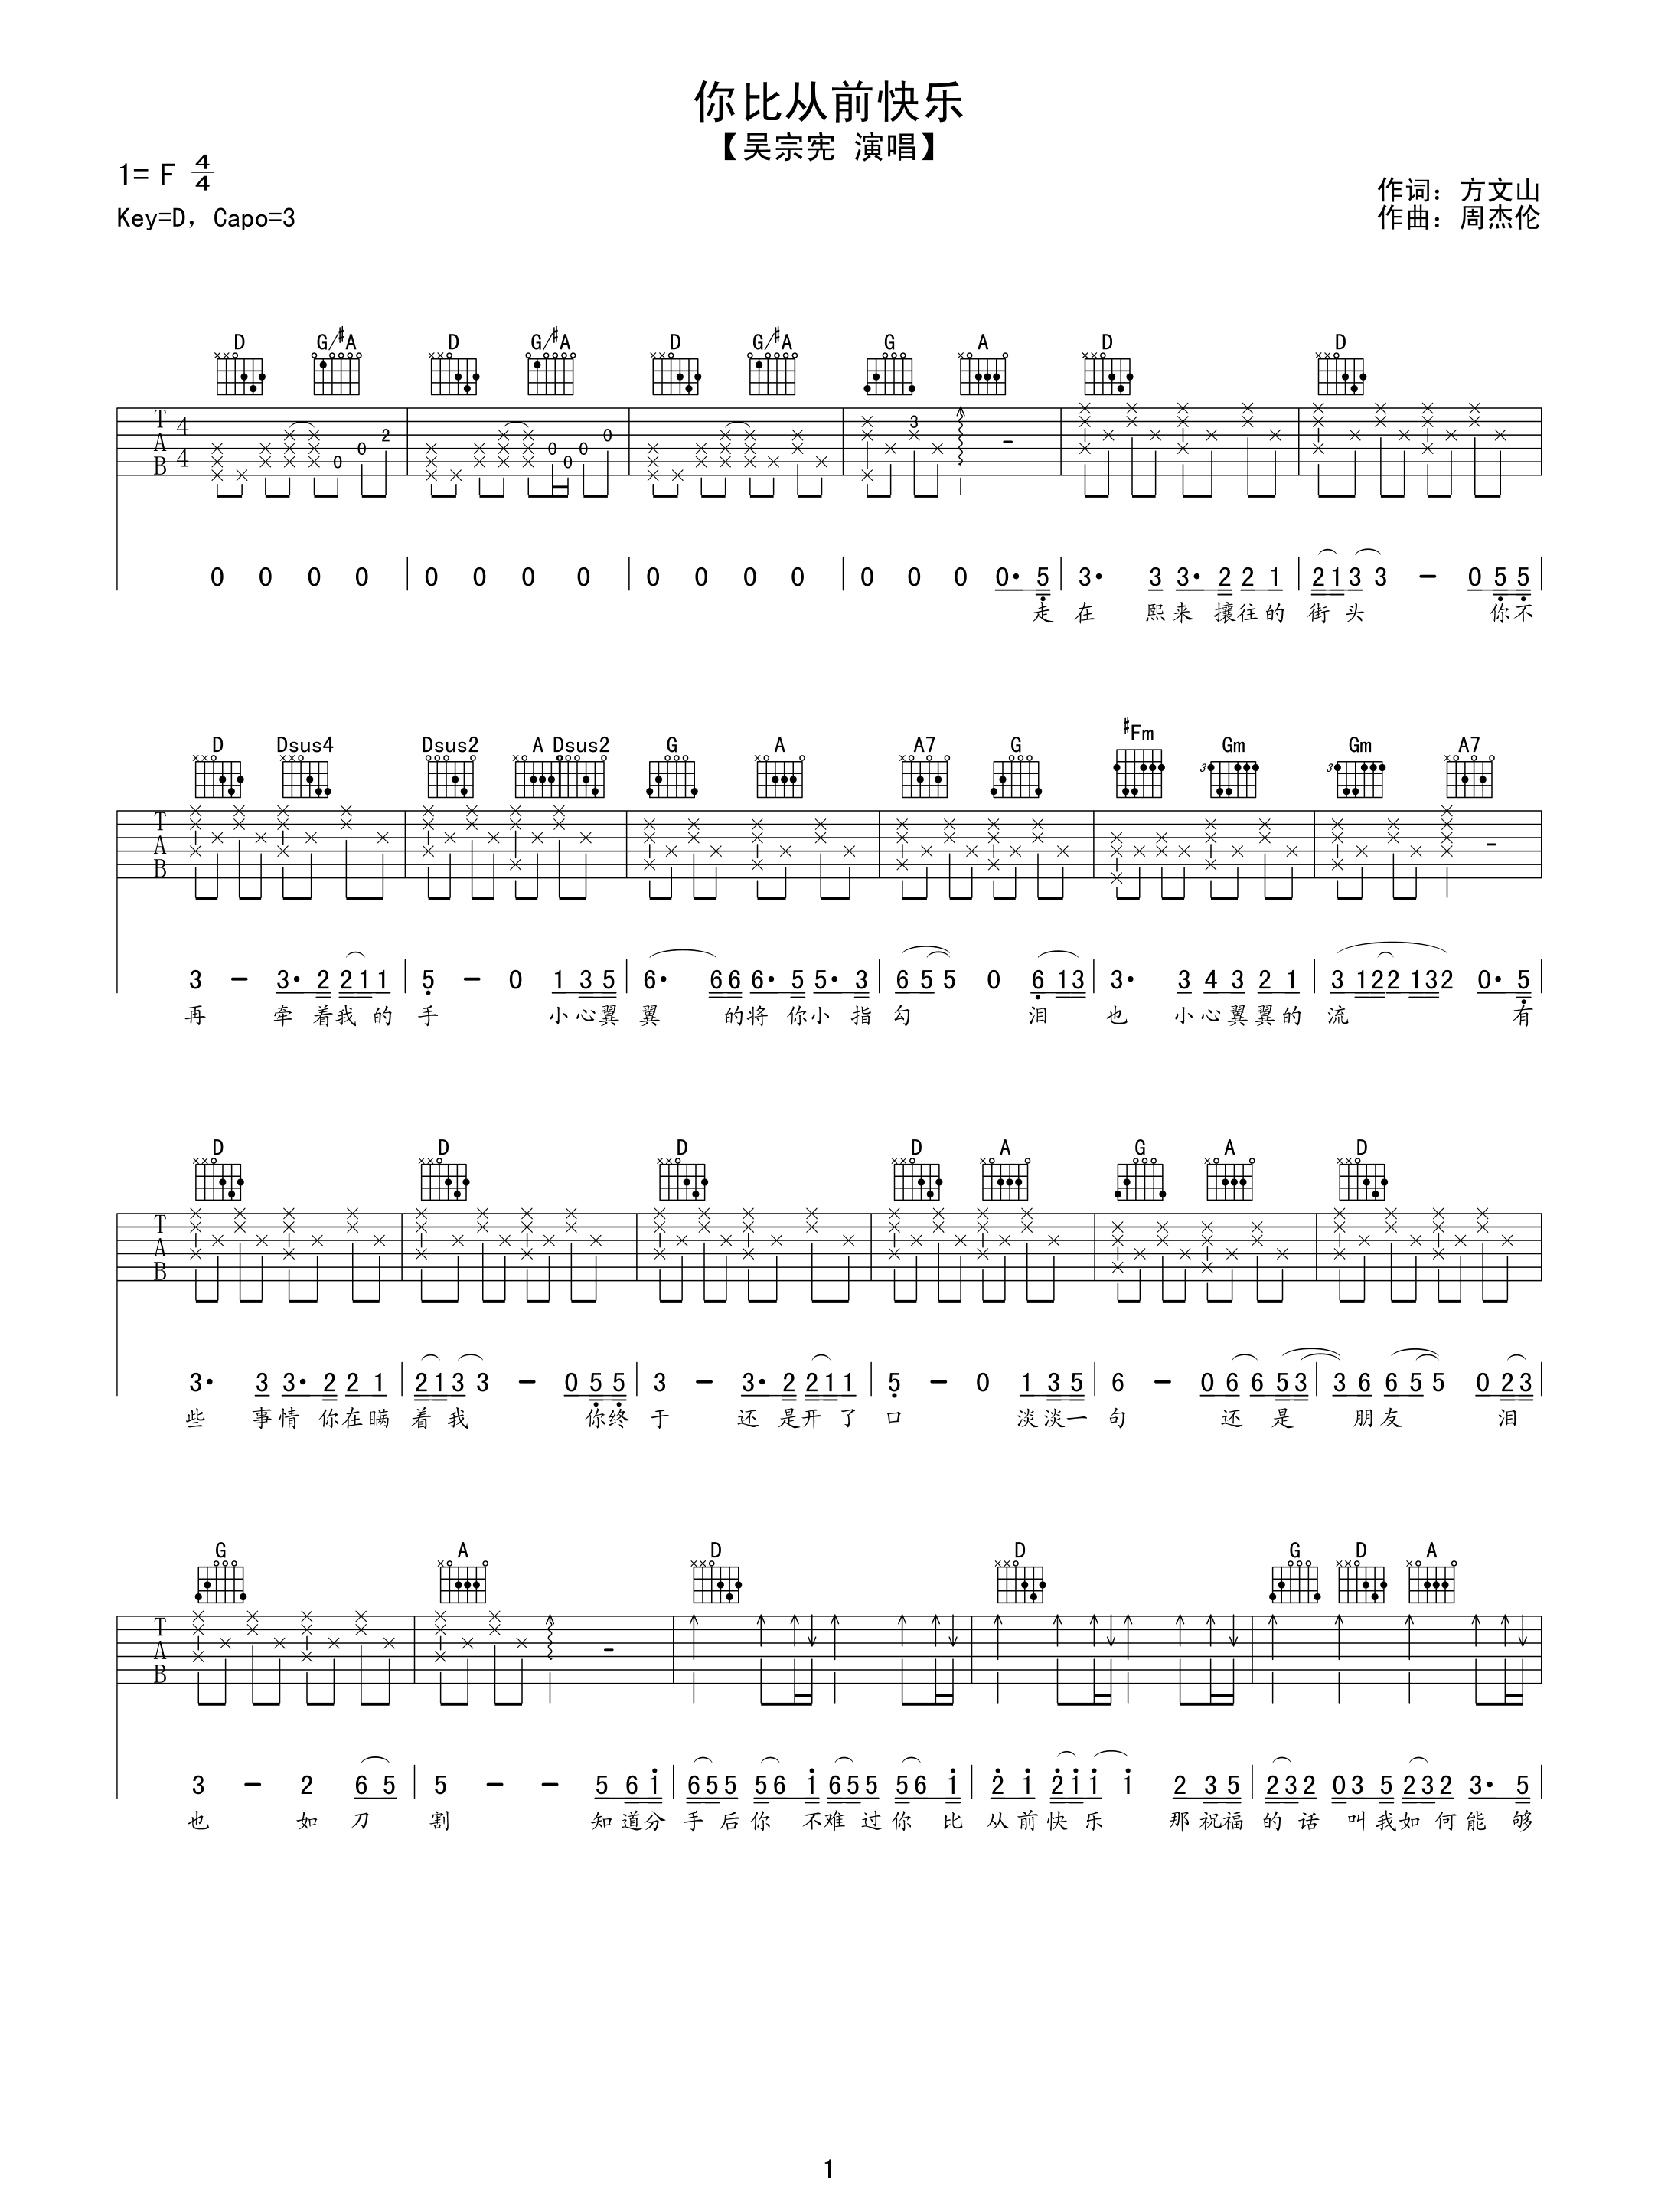 你比从前快乐
【吴宗宪 演唱】
1= F 4/4
作词：方文山
Key=D, Capo=3
作曲：周杰伦
D G/#A D G/#A D G/#A G A D D
T A B 4 4 0 0 2 0 0 0 0 3 -
0 0 0 0 0 0 0 0 0 0 0 0 0 0 0 0· 5 3· 3 3· 2 2 1 2 1 3 3 - 0 5 5
走 在 熙来 攘往的 街头 你不
D Dsus4 Dsus2 A Dsus2 G A A7 G #Fm Gm Gm A7
3 3
T A B -
3 - 3· 2 2 1 1 5 - 0 1 3 5 6· 6 6 6· 5 5· 3 6 5 5 0 6 1 3 3· 3 4 3 2 1 3 1 2 2 1 3 2 0· 5
再 牵 着我 的 手 小心翼 翼 的将 你小 指 勾 泪 也 小心翼翼的 流 有
D D D D A G A D
T A B
3· 3 3· 2 2 1 2 1 3 3 - 0 5 5 3 - 3· 2 2 1 1 5 - 0 1 3 5 6 - 0 6 6 5 3 3 6 6 5 5 0 2 3
些 事情 你在瞒 着我 你终 于 还 是开 了 口 淡淡一 句 还 是 朋友 泪
G A D D G D A
T A B -
3 - 2 6 5 5 - - 5 6 1 6 5 5 5 6 1 6 5 5 5 6 1 2 1 2 1 1 1 2 3 5 2 3 2 0 3 5 2 3 2 3· 5
也 如 刀 割 知道分 手后你 不难过你 比 从前快乐 那祝福的话 叫我如何能够
1